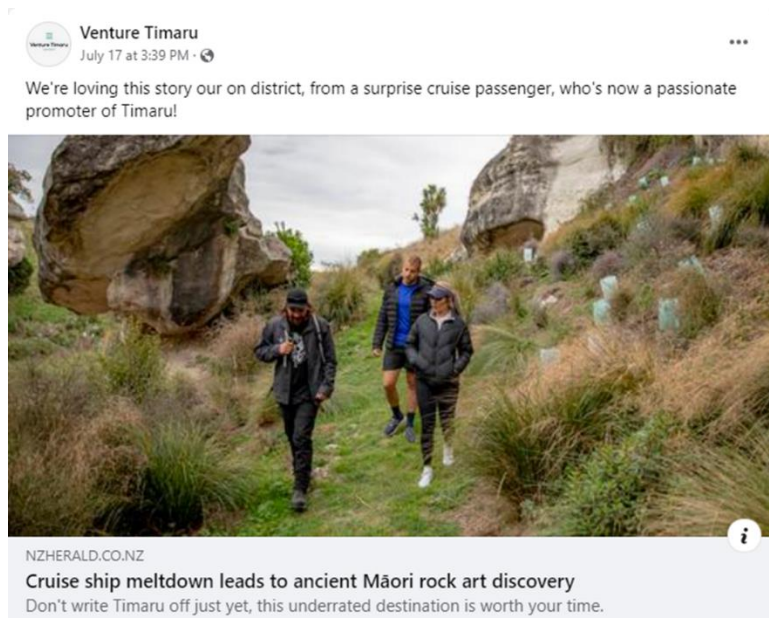 Venture Timaru
Venture Timaru
July 17 at 3:39 PM ·
We're loving this story our on district, from a surprise cruise passenger, who's now a passionate
promoter of Timaru!
i
NZHERALD.CO.NZ
Cruise ship meltdown leads to ancient Māori rock art discovery
Don't write Timaru off just yet, this underrated destination is worth your time.